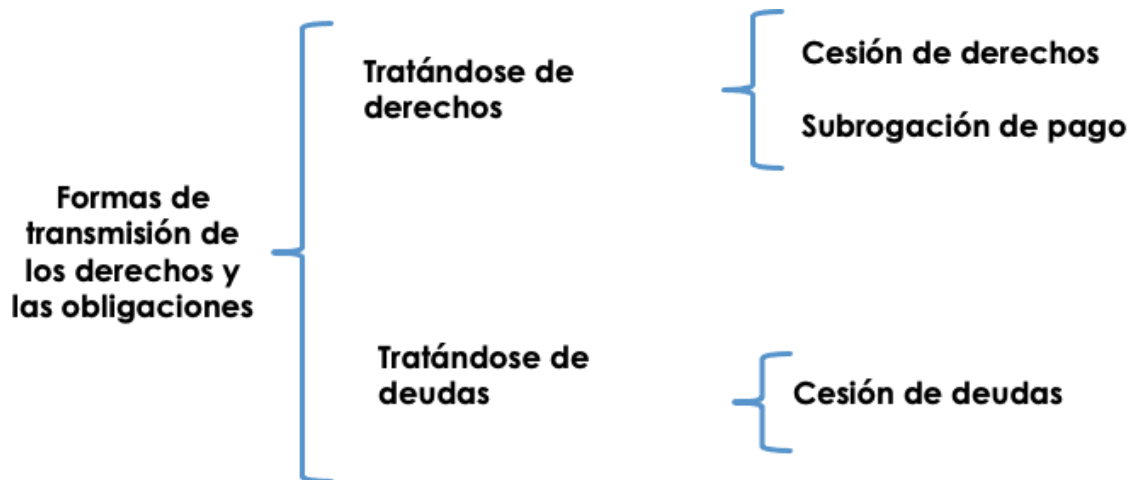 Formas de
transmisión de
los derechos y
las obligaciones
Tratándose de
derechos
Cesión de derechos
Subrogación de pago
Tratándose de
deudas
Cesión de deudas